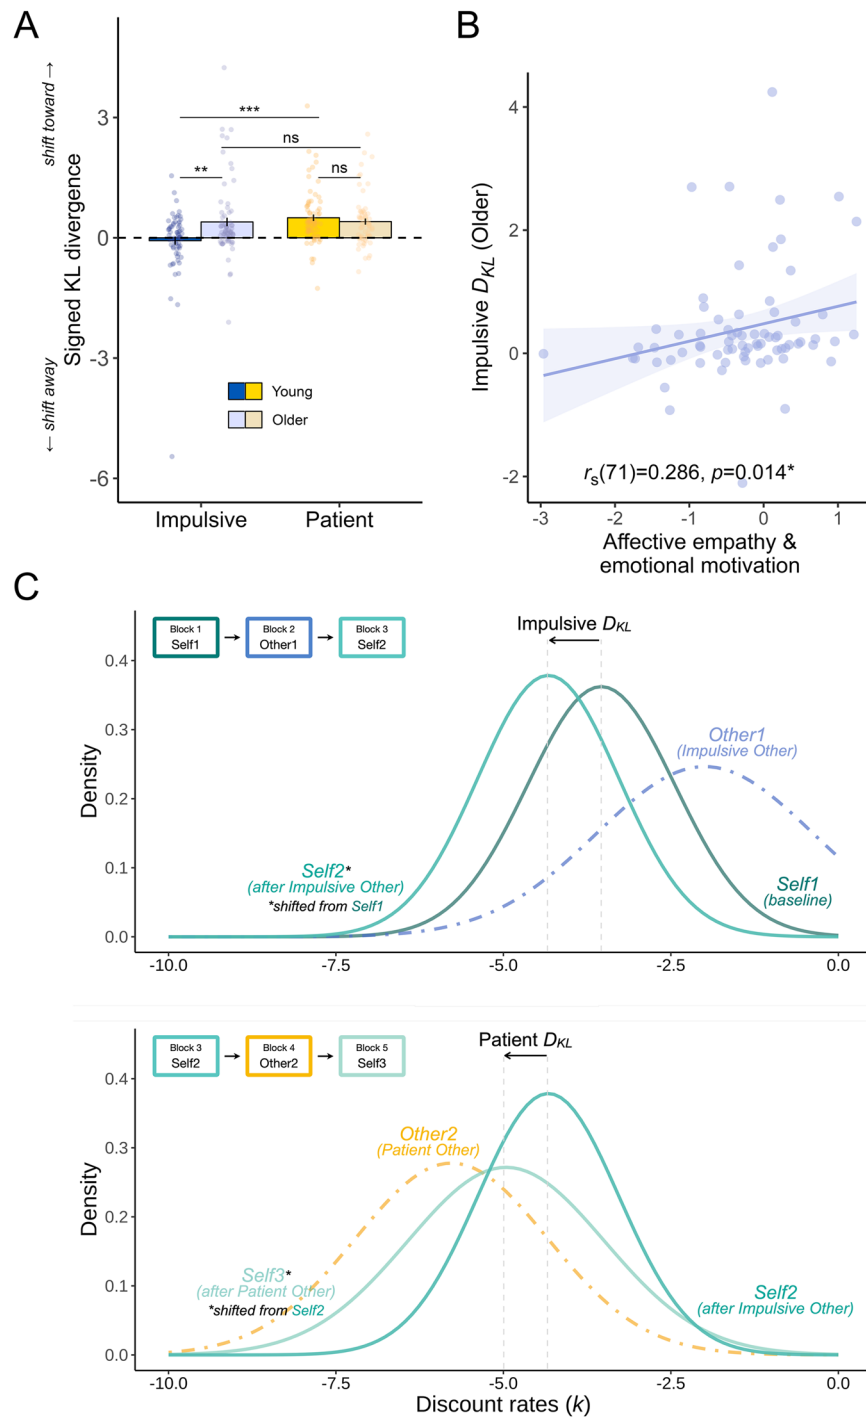 A
shift toward →
← shift away
Signed KL divergence
3
0
-3
-6
***
ns
**
ns
Young
Older
Impulsive
Patient
B
Impulsive DKL (Older)
4
2
0
-2
rs(71)=0.286, p=0.014*
-3
-2
-1
0
1
Affective empathy &
emotional motivation
C
Block 1
Self1
Block 2
Other1
Block 3
Self2
Impulsive DKL
Density
0.4
0.3
0.2
0.1
0.0
Other1
(Impulsive Other)
Self2*
(after Impulsive Other)
*shifted from Self1
Self1
(baseline)
-10.0
-7.5
-5.0
-2.5
0.0
Block 3
Self2
Block 4
Other2
Block 5
Self3
Patient DKL
Density
0.4
0.3
0.2
0.1
0.0
Other2
(Patient Other)
Self3*
(after Patient Other)
*shifted from Self2
Self2
(after Impulsive Other)
-10.0
-7.5
-5.0
-2.5
0.0
Discount rates (k)